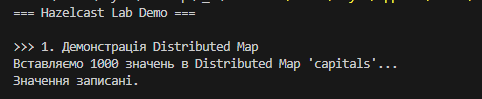 === Hazelcast Lab Demo ===
>>> 1. Демонстрація Distributed Map
Вставляємо 1000 значень в Distributed Map 'capitals'...
Значення записані.